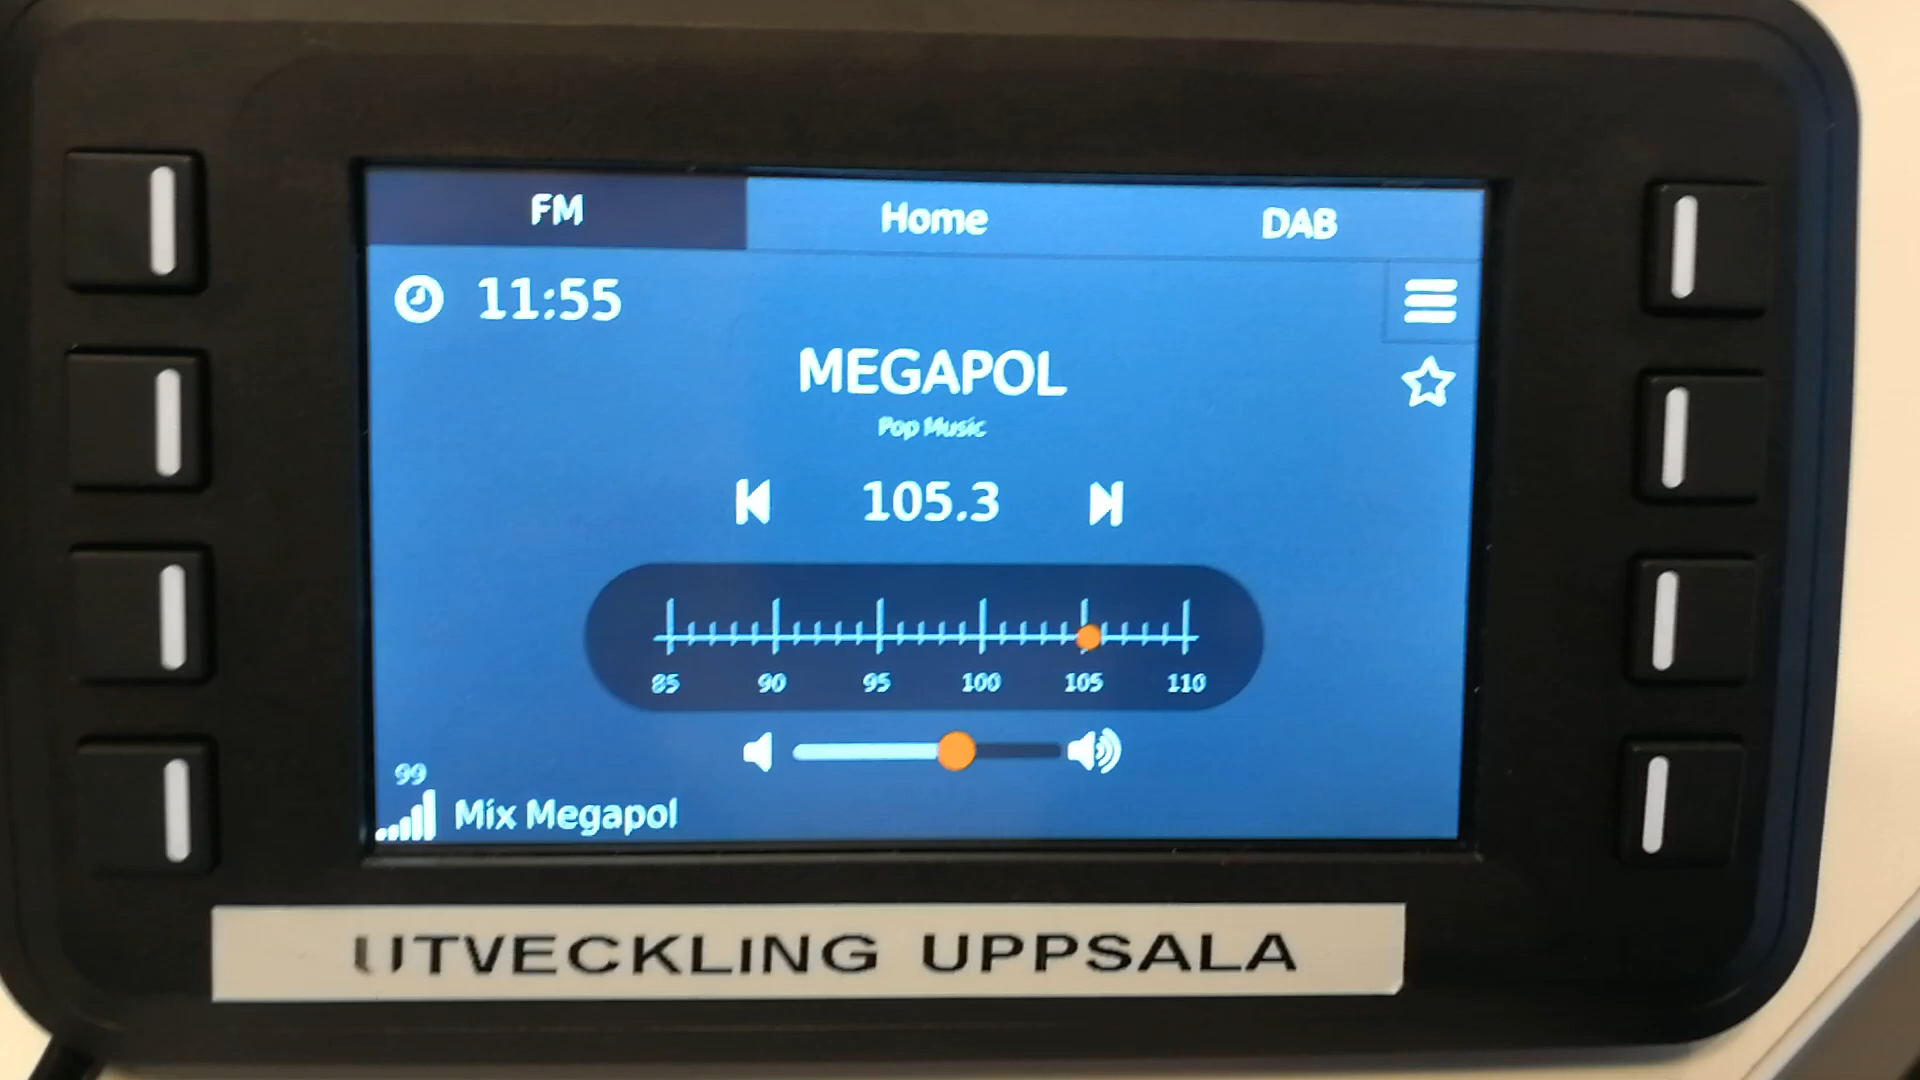 FM Home DAB
11:55
MEGAPOL
Pop Music
105.3
85 90 95 100 105 110
99
Mix Megapol
UTVECKLING UPPSALA